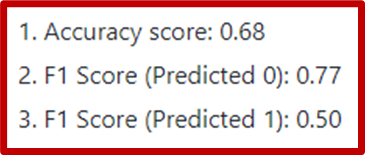 1. Accuracy score: 0.68
2. F1 Score (Predicted 0): 0.77
3. F1 Score (Predicted 1): 0.50